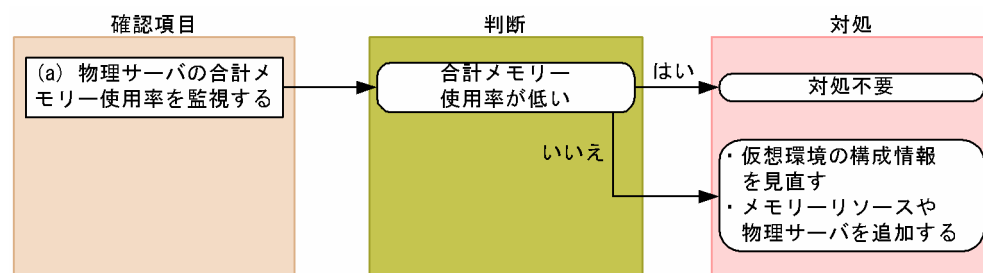 確認項目
判断
対処
(a) 物理サーバの合計メ
モリー使用率を監視する
合計メモリー
使用率が低い
はい
対処不要
いいえ
・仮想環境の構成情報
を見直す
・メモリーリソースや
物理サーバを追加する